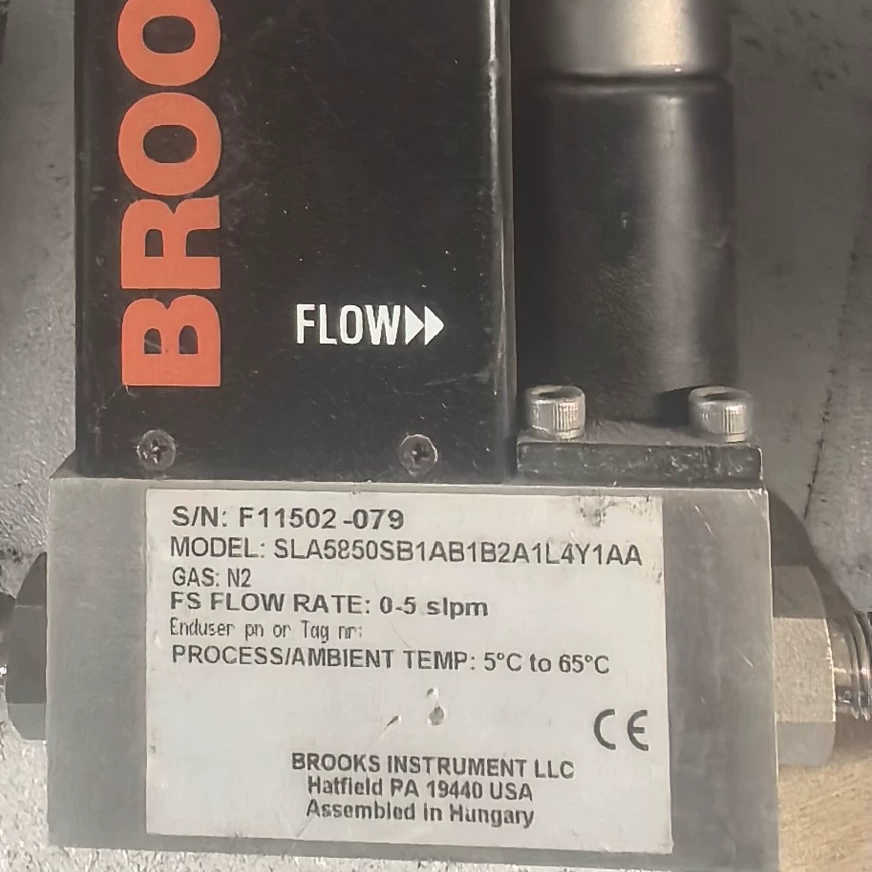 BROO
FLOW
S/N: F11502-079
MODEL: SLA5850SB1AB1B2A1L4Y1AA
GAS: N2
FS FLOW RATE: 0-5 slpm
Enduser pn or Tag nr:
PROCESS/AMBIENT TEMP: 5°C to 65°C
CE
BROOKS INSTRUMENT LLC
Hatfield PA 19440 USA
Assembled in Hungary